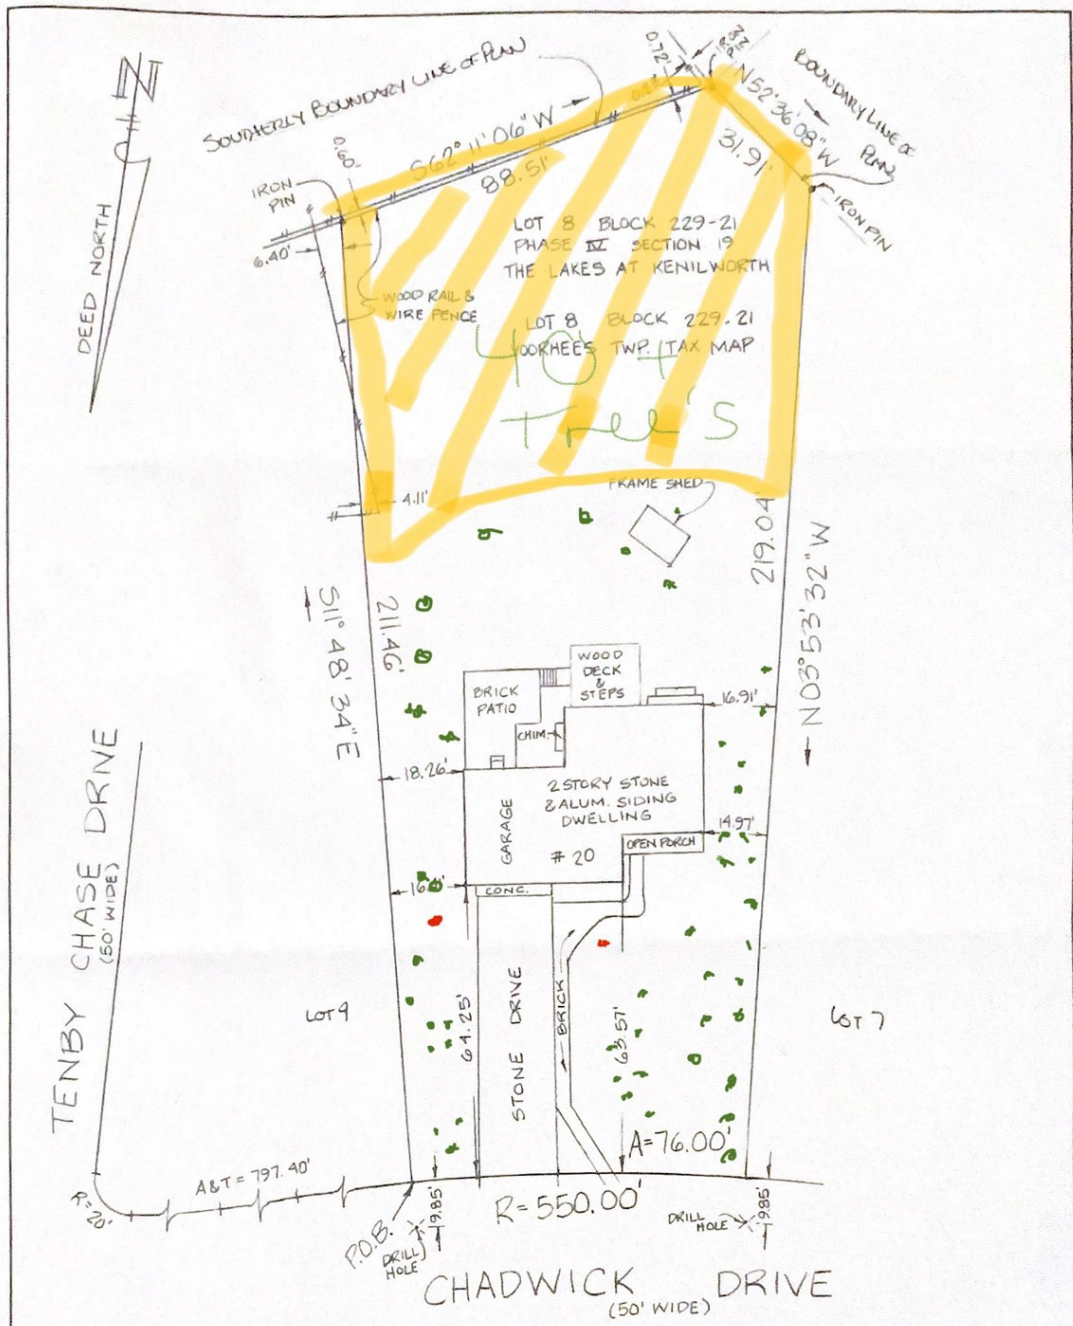 DEED NORTH
N
SOUTHERLY BOUNDARY LINE OF PLAN
S62° 11' 06" W
88.51'
0.60'
IRON
PIN
6.40'
0.72'
IRON
PIN
N52°36'08"W
31.91'
BOUNDARY LINE OF
PLAN
IRON PIN
LOT 8 BLOCK 229-21
PHASE IV SECTION 19
THE LAKES AT KENILWORTH
WOOD RAIL &
WIRE FENCE
LOT 8 BLOCK 229-21
VOORHEES TWP. TAX MAP
40 +
Tree's
FRAME SHED
4.11'
S11° 48' 34" E
211.46'
219.04'
N03°53'32"W
WOOD
DECK
&
STEPS
BRICK
PATIO
CHIM.
16.91'
18.26'
2 STORY STONE
& ALUM. SIDING
DWELLING
GARAGE
14.97'
OPEN PORCH
# 20
CONC.
TENBY CHASE DRIVE
(50' WIDE)
LOT 9
64.25'
STONE DRIVE
BRICK
63.57'
LOT 7
A=76.00'
R=20'
A&T = 797.40'
R=550.00'
P.O.B.
DRILL
HOLE
9.85'
DRILL
HOLE
9.85'
CHADWICK DRIVE
(50' WIDE)